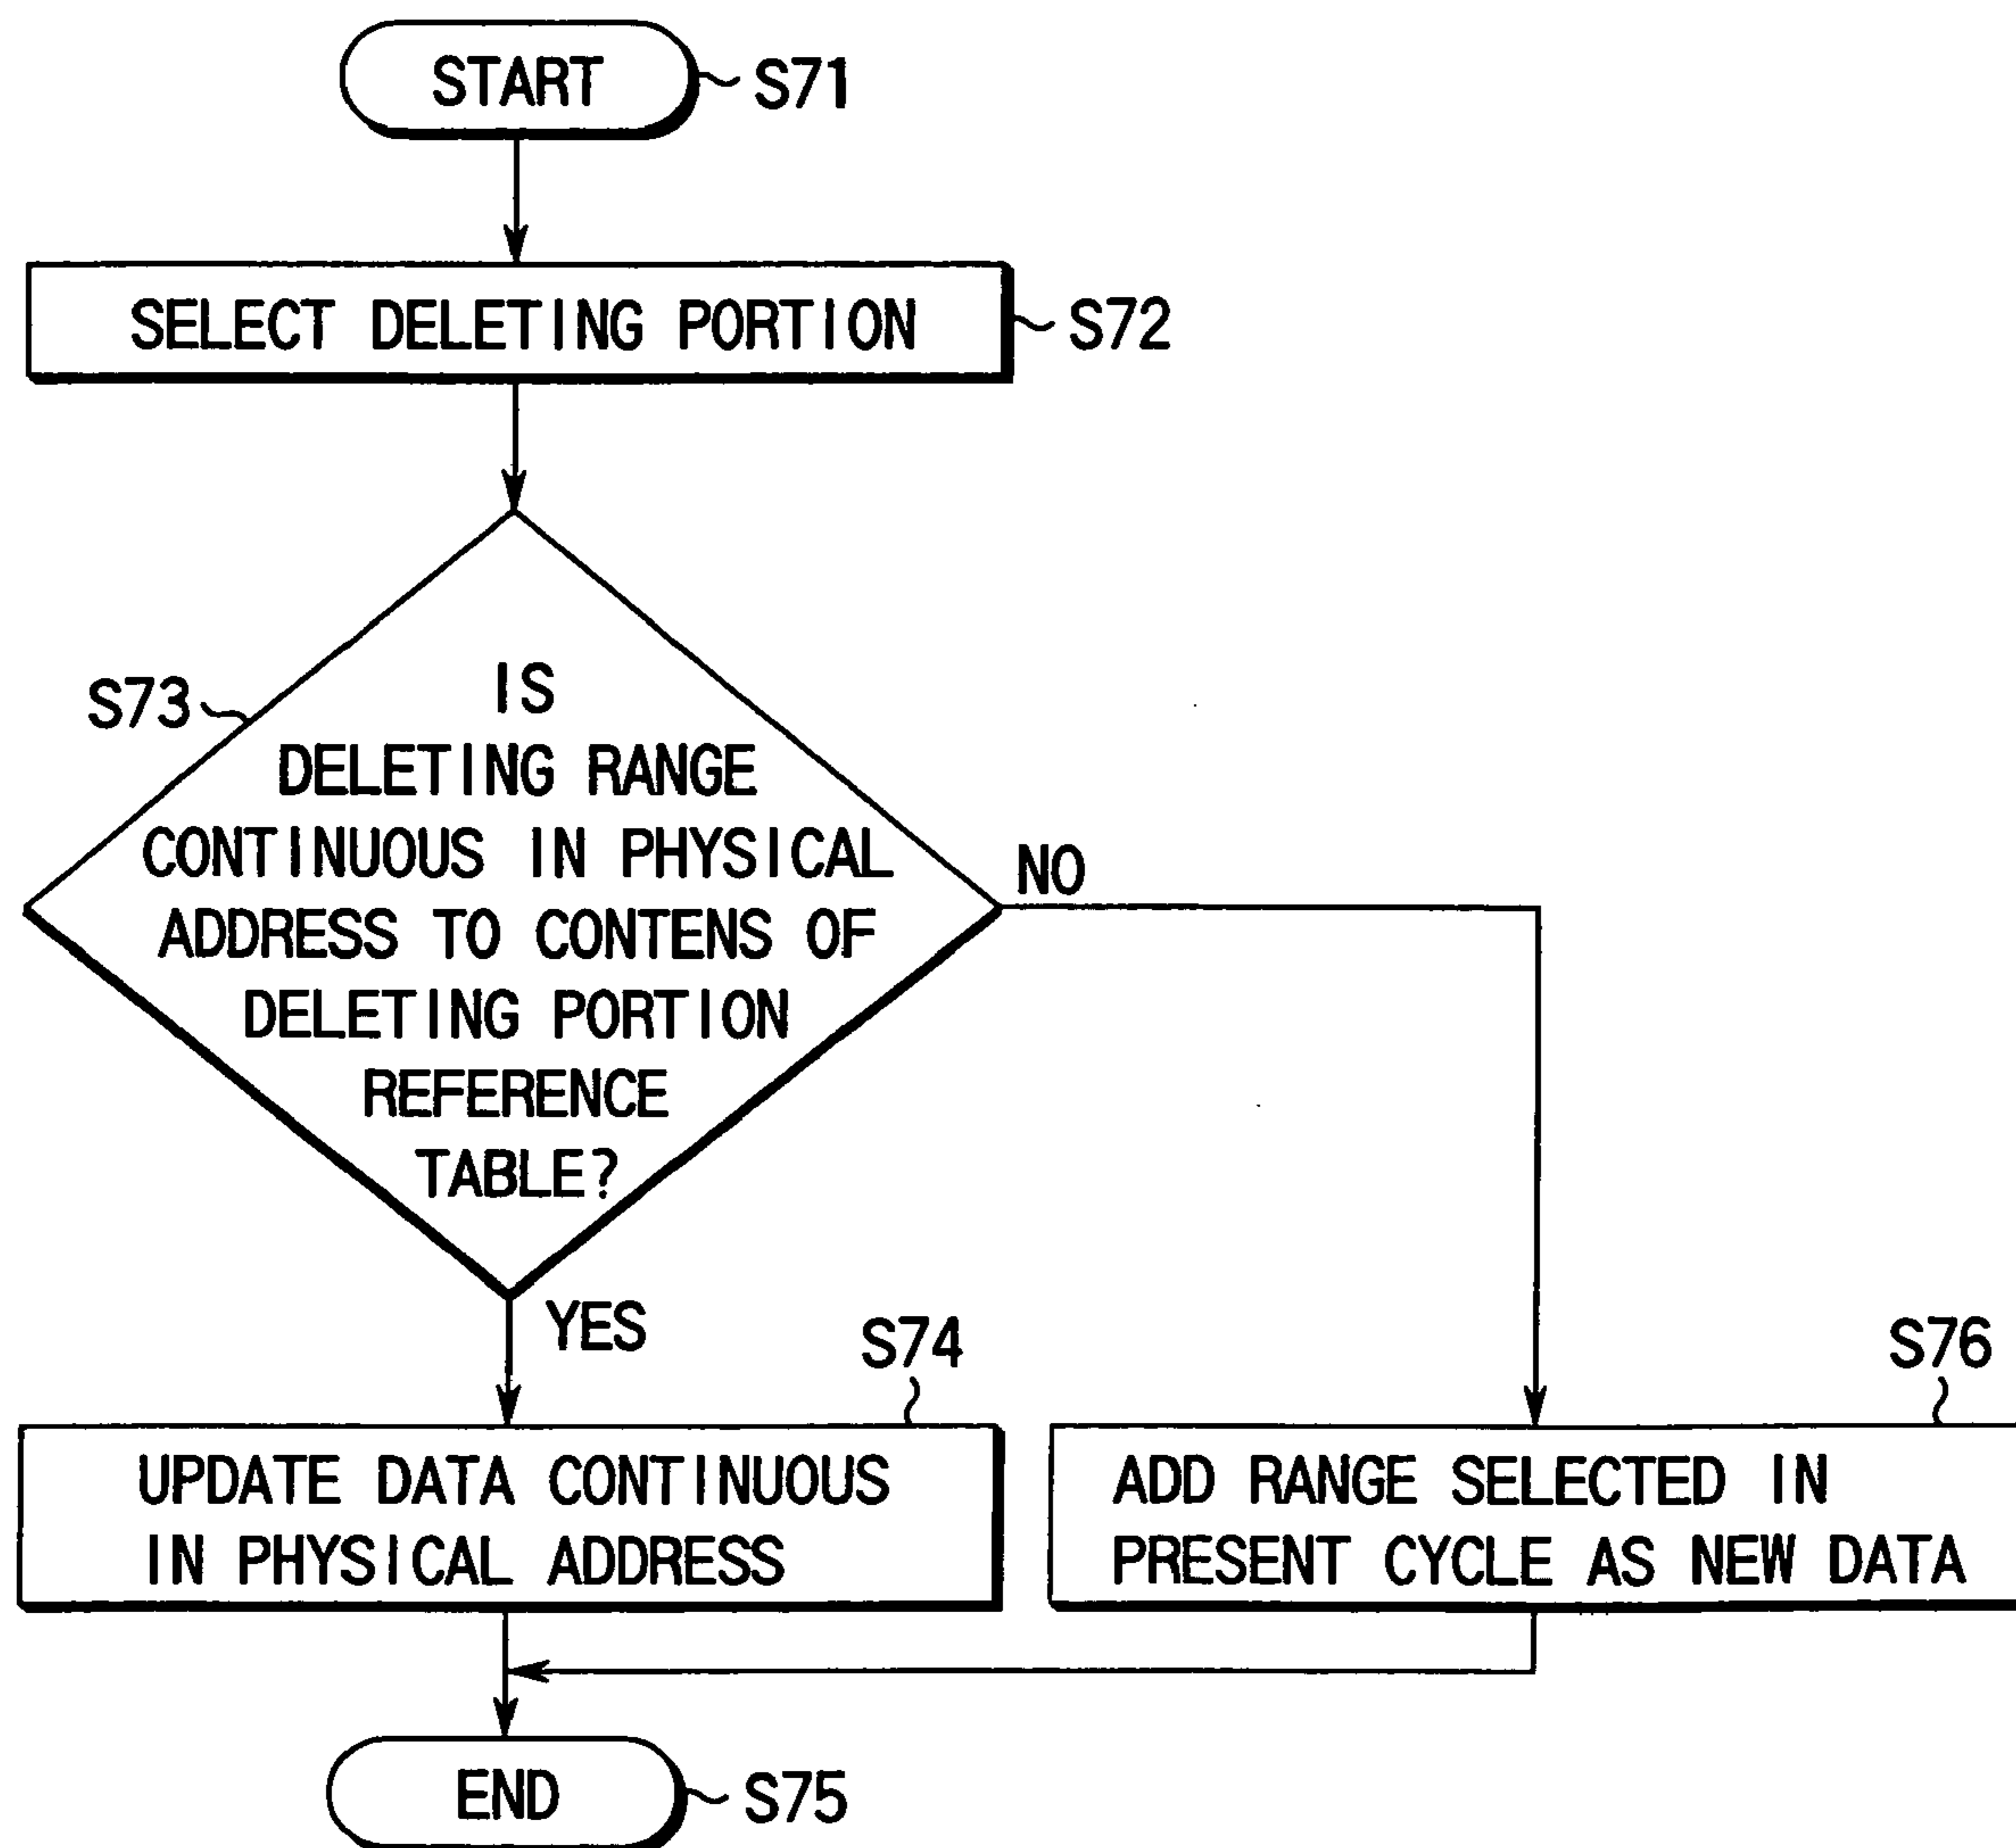 START
S71
SELECT DELETING PORTION
S72
S73
IS
DELETING RANGE
CONTINUOUS IN PHYSICAL
ADDRESS TO CONTENS OF
DELETING PORTION
REFERENCE
TABLE?
NO
YES
S74
S76
UPDATE DATA CONTINUOUS
IN PHYSICAL ADDRESS
ADD RANGE SELECTED IN
PRESENT CYCLE AS NEW DATA
END
S75